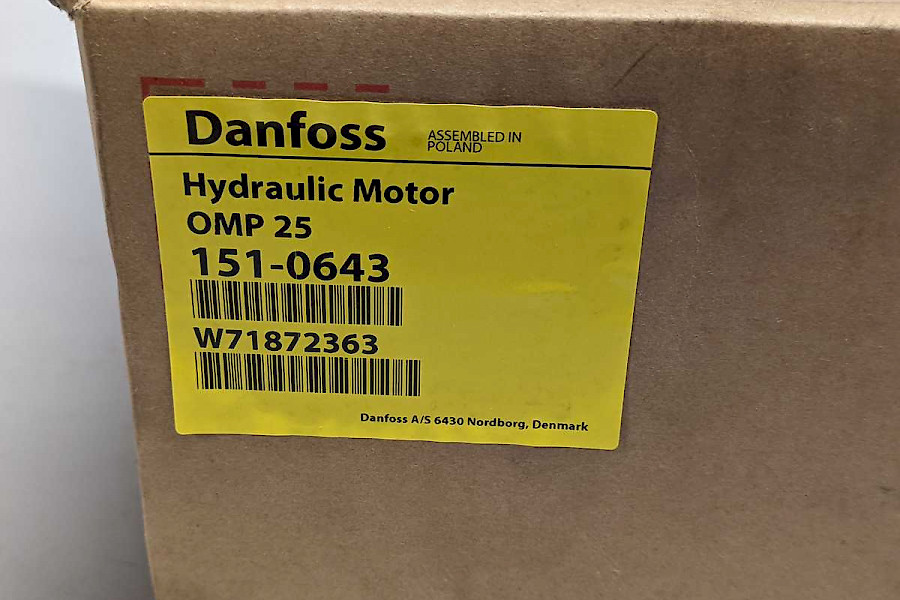 Danfoss
ASSEMBLED IN
POLAND
Hydraulic Motor
OMP 25
151-0643
W71872363
Danfoss A/S 6430 Nordborg, Denmark